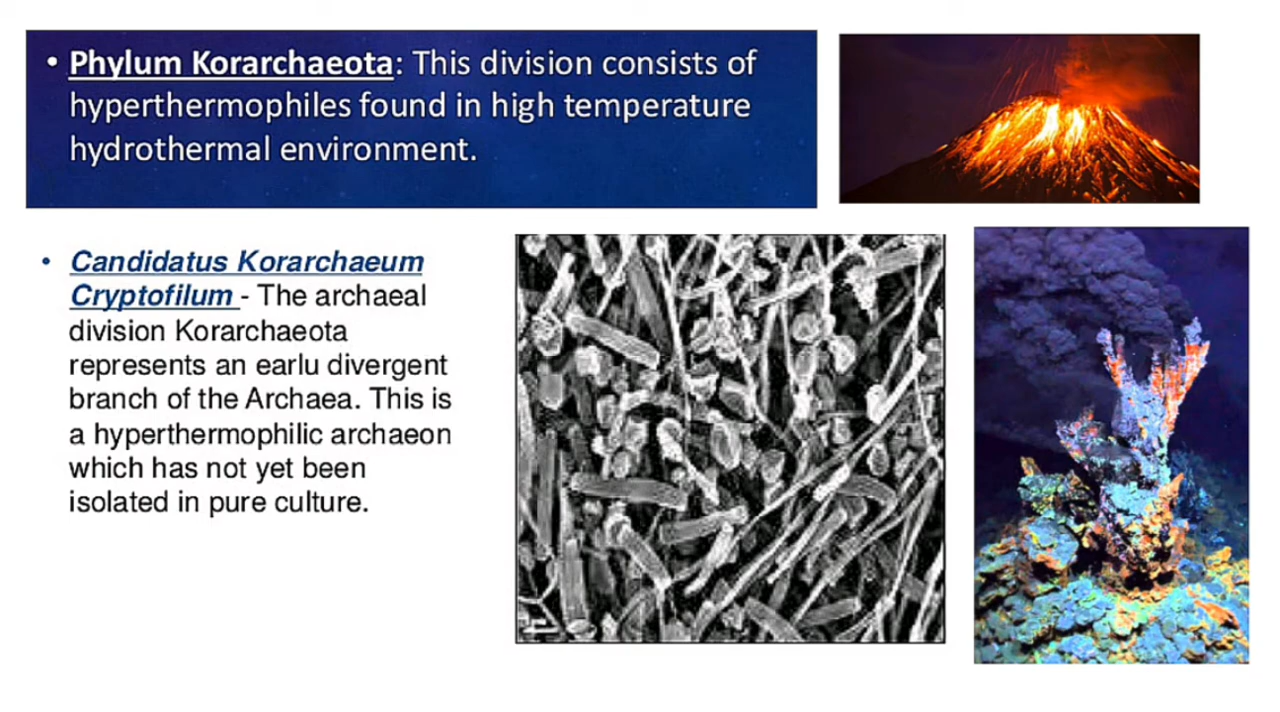 • Phylum Korarchaeota: This division consists of
hyperthermophiles found in high temperature
hydrothermal environment.
• Candidatus Korarchaeum
Cryptofilum - The archaeal
division Korarchaeota
represents an earlu divergent
branch of the Archaea. This is
a hyperthermophilic archaeon
which has not yet been
isolated in pure culture.